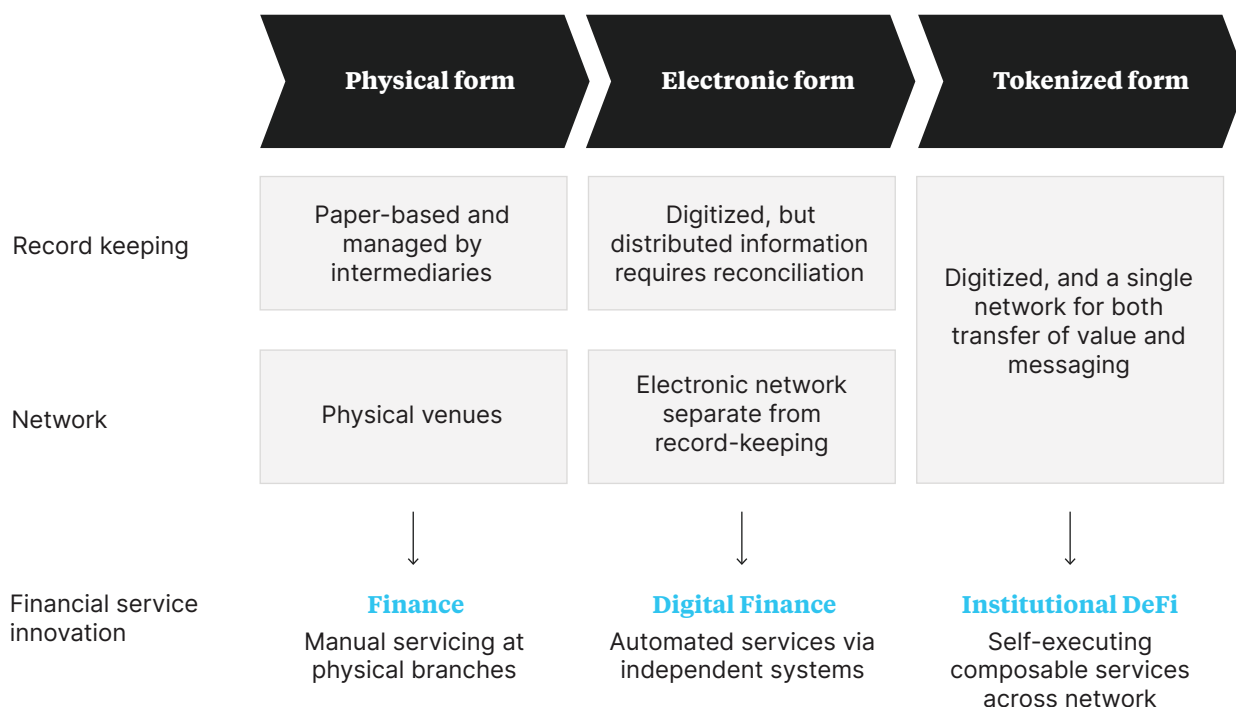 Physical form
Electronic form
Tokenized form
Record keeping
Paper-based and
managed by
intermediaries
Digitized, but
distributed information
requires reconciliation
Digitized, and a single
network for both
transfer of value and
messaging
Network
Physical venues
Electronic network
separate from
record-keeping
Financial service
innovation
Finance
Manual servicing at
physical branches
Digital Finance
Automated services via
independent systems
Institutional DeFi
Self-executing
composable services
across network